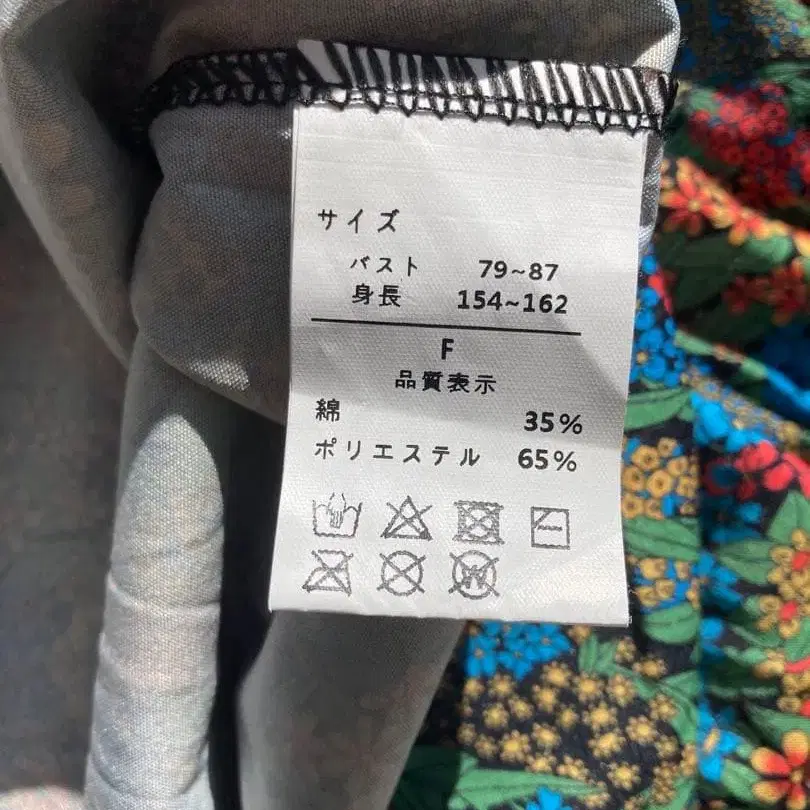 サイズ
バスト 79~87
身長 154~162
F
品質表示
綿 35%
ポリエステル 65%
W